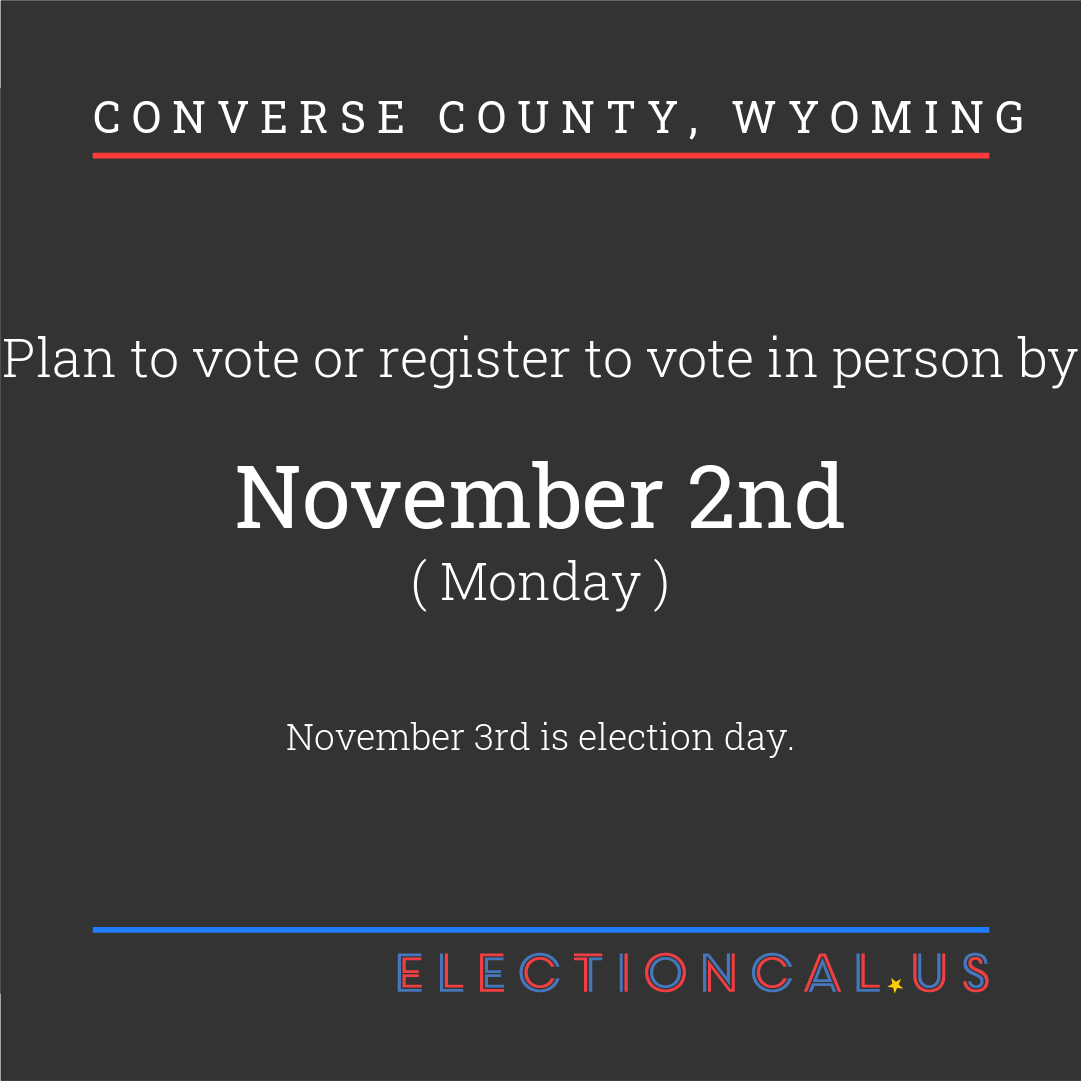 CONVERSE COUNTY, WYOMING
Plan to vote or register to vote in person by
November 2nd
( Monday )
November 3rd is election day.
ELECTIONCAL.US